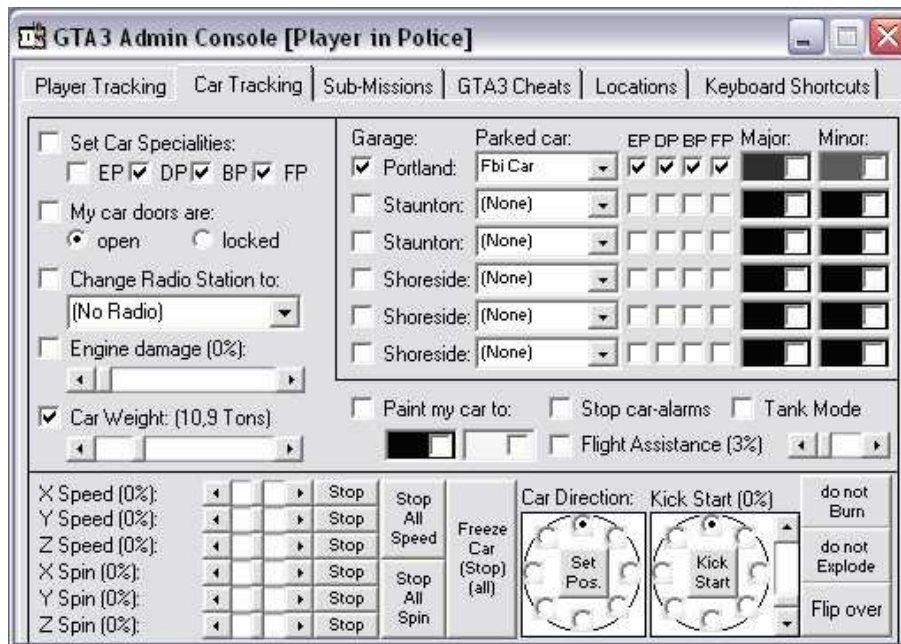 GTA3 Admin Console [Player in Police]
Player Tracking Car Tracking Sub-Missions GTA3 Cheats Locations Keyboard Shortcuts
Set Car Specialities:
EP DP BP FP
My car doors are:
open locked
Change Radio Station to:
(No Radio)
Engine damage (0%):
Car Weight: (10,9 Tons)
Garage: Parked car: EP DP BP FP Major: Minor:
Portland: Fbi Car
Staunton: (None)
Staunton: (None)
Shoreside: (None)
Shoreside: (None)
Shoreside: (None)
Paint my car to: Stop car-alarms Tank Mode
Flight Assistance (3%)
X Speed (0%): Stop
Y Speed (0%): Stop
Z Speed (0%): Stop
X Spin (0%): Stop
Y Spin (0%): Stop
Z Spin (0%): Stop
Stop
All
Speed
Stop
All
Spin
Freeze
Car
(Stop)
(all)
Car Direction:
Set
Pos.
Kick Start (0%)
Kick
Start
do not
Burn
do not
Explode
Flip over